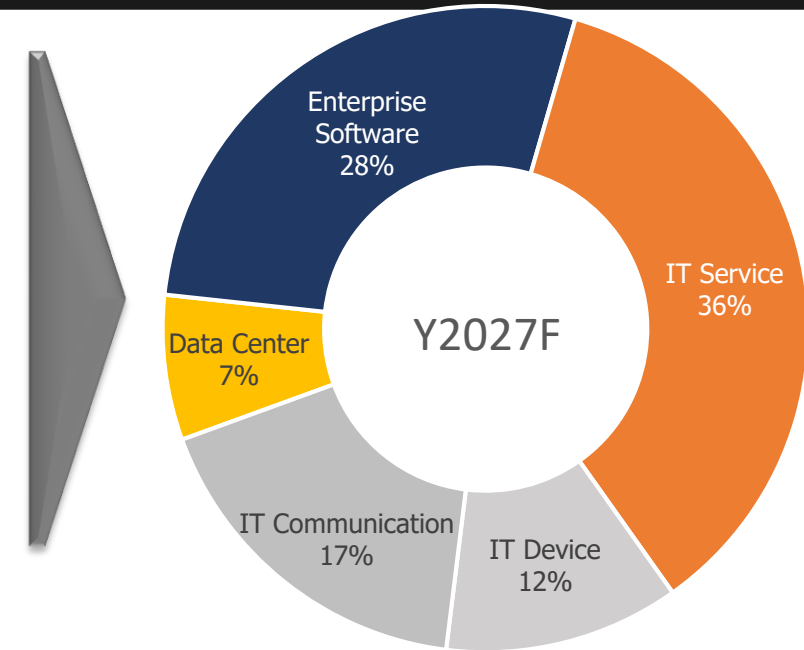 Enterprise
Software
28%
IT Service
36%
Y2027F
Data Center
7%
IT Communication
17%
IT Device
12%